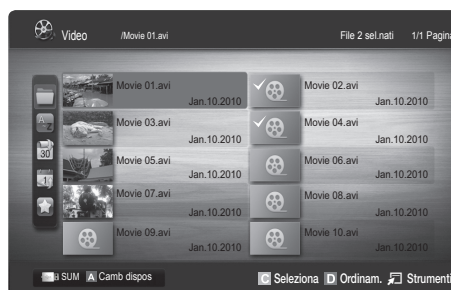 Video /Movie 01.avi File 2 sel.nati 1/1 Pagina
Movie 01.avi Movie 02.avi
Jan.10.2010 Jan.10.2010
Movie 03.avi Movie 04.avi
Jan.10.2010 Jan.10.2010
Movie 05.avi Movie 06.avi
Jan.10.2010 Jan.10.2010
Movie 07.avi Movie 08.avi
Jan.10.2010 Jan.10.2010
Movie 09.avi Movie 10.avi
Jan.10.2010 Jan.10.2010
30
1
SUM A Camb dispos C Seleziona D Ordinam. Strumenti